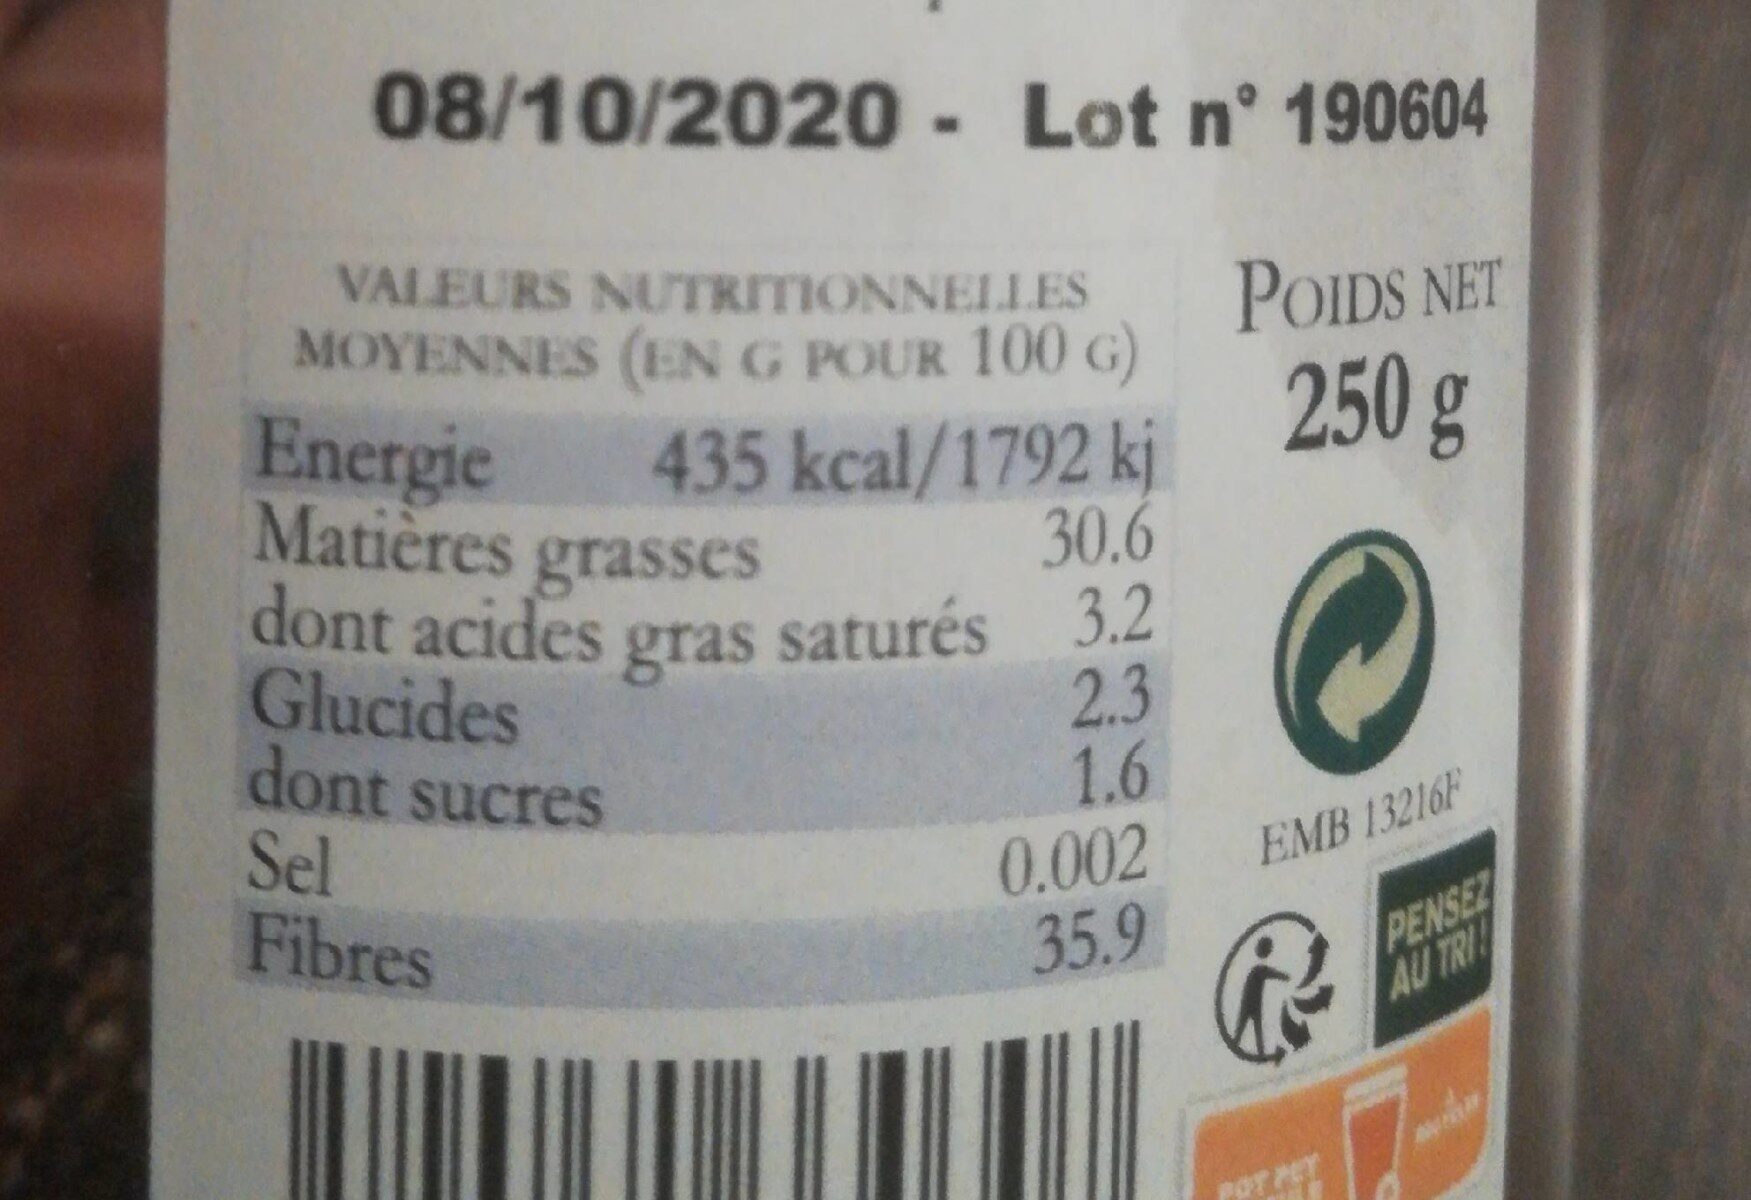 08/10/2020 - Lot n° 190604
VALEURS NUTRITIONNELLES
MOYENNES (EN G POUR 100 G)
Energie 435 kcal/1792 kj
Matières grasses 30.6
dont acides gras saturés 3.2
Glucides 2.3
dont sucres 1.6
Sel 0.002
Fibres 35.9
POIDS NET
250 g
EMB 13216F
PENSEZ
AU TRI !
POT PET